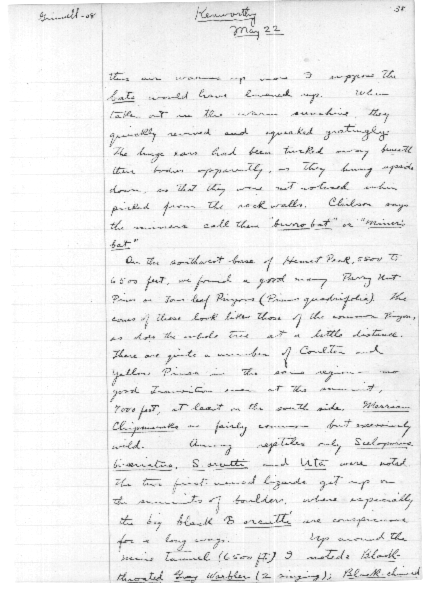 Grinnell - 08
Kenworthy
38
May 22
this air warms up now I suppose the
bats would have livened up. When
taken out in the warm sunshine they
quickly revived and squeaked gratingly.
The huge ears had been tucked away beneath
their bodies apparently, as they hung upside
down, so that they were not noticed when
picked from the rock walls. Chilson says
the miners call them "burro bat" or "miner's
bat"
On the southwest base of Hemet Peak, 5800 to
6500 feet, we found a good many Parry Nut
Pines or Four leaf Pinyons (Pinus quadrifolia). The
cones of these look like those of the common Pinyon,
as does the whole tree at a little distance.
There are quite a number of Coulter and
Yellow Pines in the same region no
good Transition even at the summit,
7000 feet, at least on the south side. Merriam
Chipmunks are fairly common but excessively
wild. Among reptiles only Sceloporus
biseriatus, S. orcutti and Uta were noted
The two first-named lizards get up on
the summits of boulders, where especially
the big black S orcutti are conspicuous
for a long way. Up around the
mine tunnel (6500 ft) I noted: Black-
throated Gray Warbler (2 singing); Black-chinned